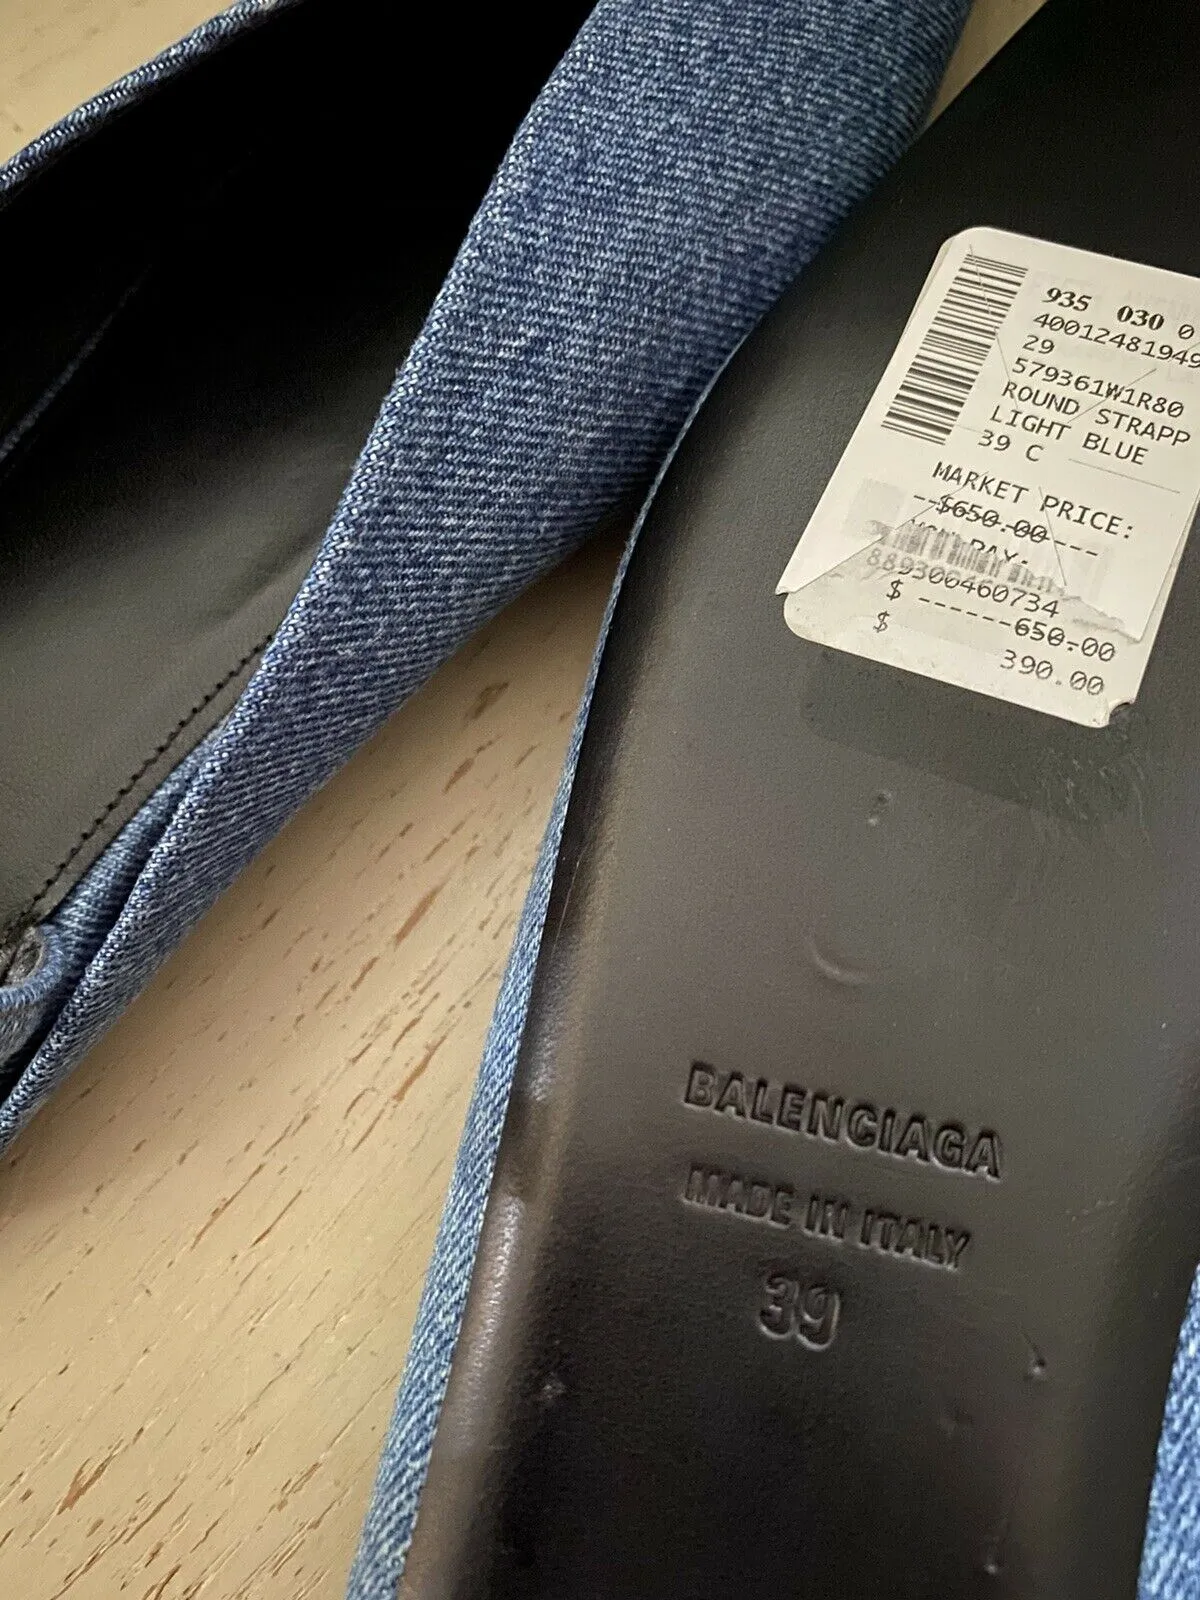 935 030 0
40012481949
29
579361W1R80
ROUND STRAPP
LIGHT BLUE
39 C
MARKET PRICE:
--$650.00---
PAY.
889300460734
$ ------650.00
$ 390.00
BALENCIAGA
MADE IN ITALY
39